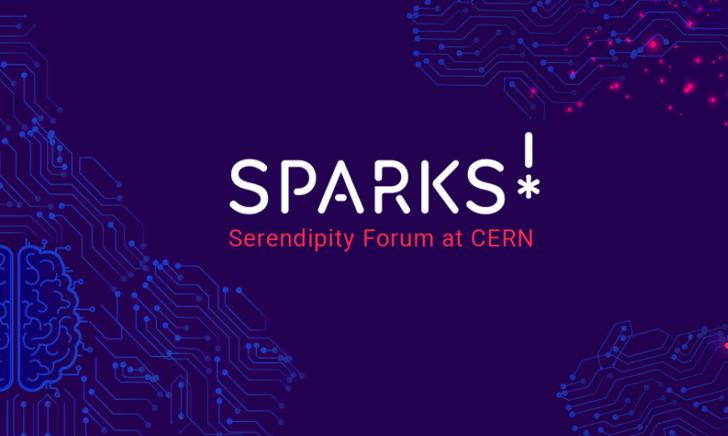 SPARKS!
Serendipity Forum at CERN